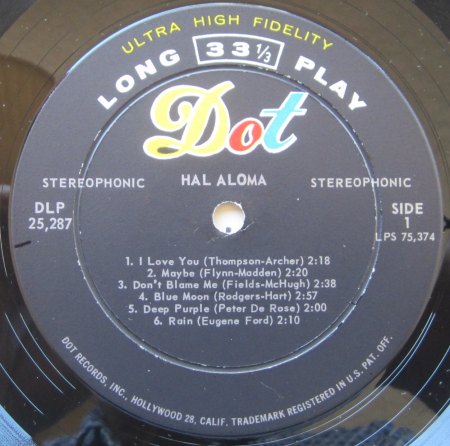 ULTRA HIGH FIDELITY
LONG 33 1/3 PLAY
Dot
STEREOPHONIC HAL ALOMA STEREOPHONIC
DLP
25,287
SIDE
1
LPS 75,374
1. I Love You (Thompson-Archer) 2:18
2. Maybe (Flynn-Madden) 2:20
3. Don't Blame Me (Fields-McHugh) 2:38
4. Blue Moon (Rodgers-Hart) 2:57
5. Deep Purple (Peter De Rose) 2:00
6. Rain (Eugene Ford) 2:10
DOT RECORDS, INC., HOLLYWOOD 28, CALIF. TRADEMARK REGISTERED IN U.S. PAT. OFF.